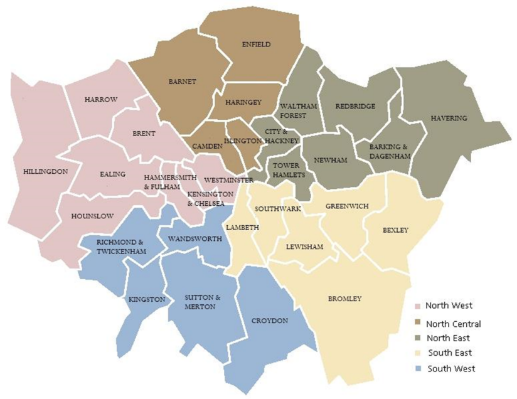 ENFIELD
BARNET
HARROW
HARINGEY
WALTHAM
FOREST
REDBRIDGE
HAVERING
BRENT
CITY &
HACKNEY
CAMDEN
ISLINGTON
BARKING &
DAGENHAM
HILLINGDON
EALING
HAMMERSMITH
& FULHAM
WESTMINSTER
TOWER
HAMLETS
NEWHAM
KENSINGTON
& CHELSEA
HOUNSLOW
SOUTHWARK
GREENWICH
LAMBETH
BEXLEY
RICHMOND &
TWICKENHAM
WANDSWORTH
LEWISHAM
KINGSTON
SUTTON &
MERTON
CROYDON
BROMLEY
North West
North Central
North East
South East
South West